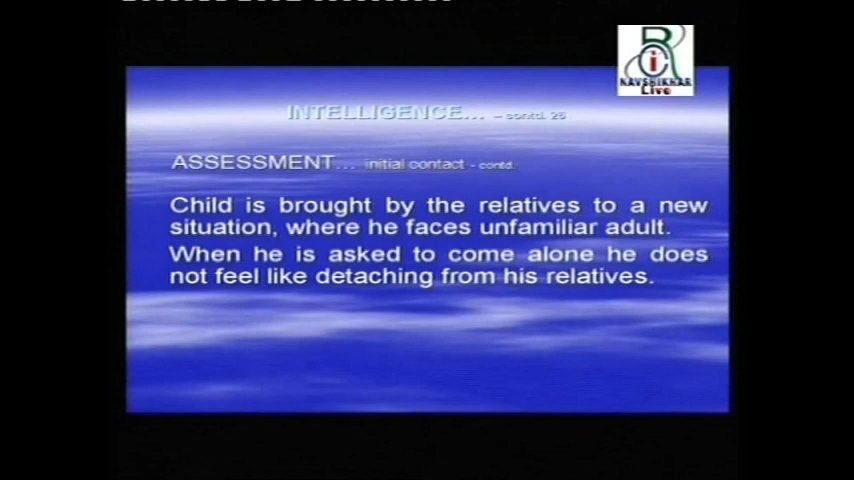 RCi
NAVSHIKHAR
Live
INTELLIGENCE... – contd. 26
ASSESSMENT... initial contact - contd.
Child is brought by the relatives to a new
situation, where he faces unfamiliar adult.
When he is asked to come alone he does
not feel like detaching from his relatives.